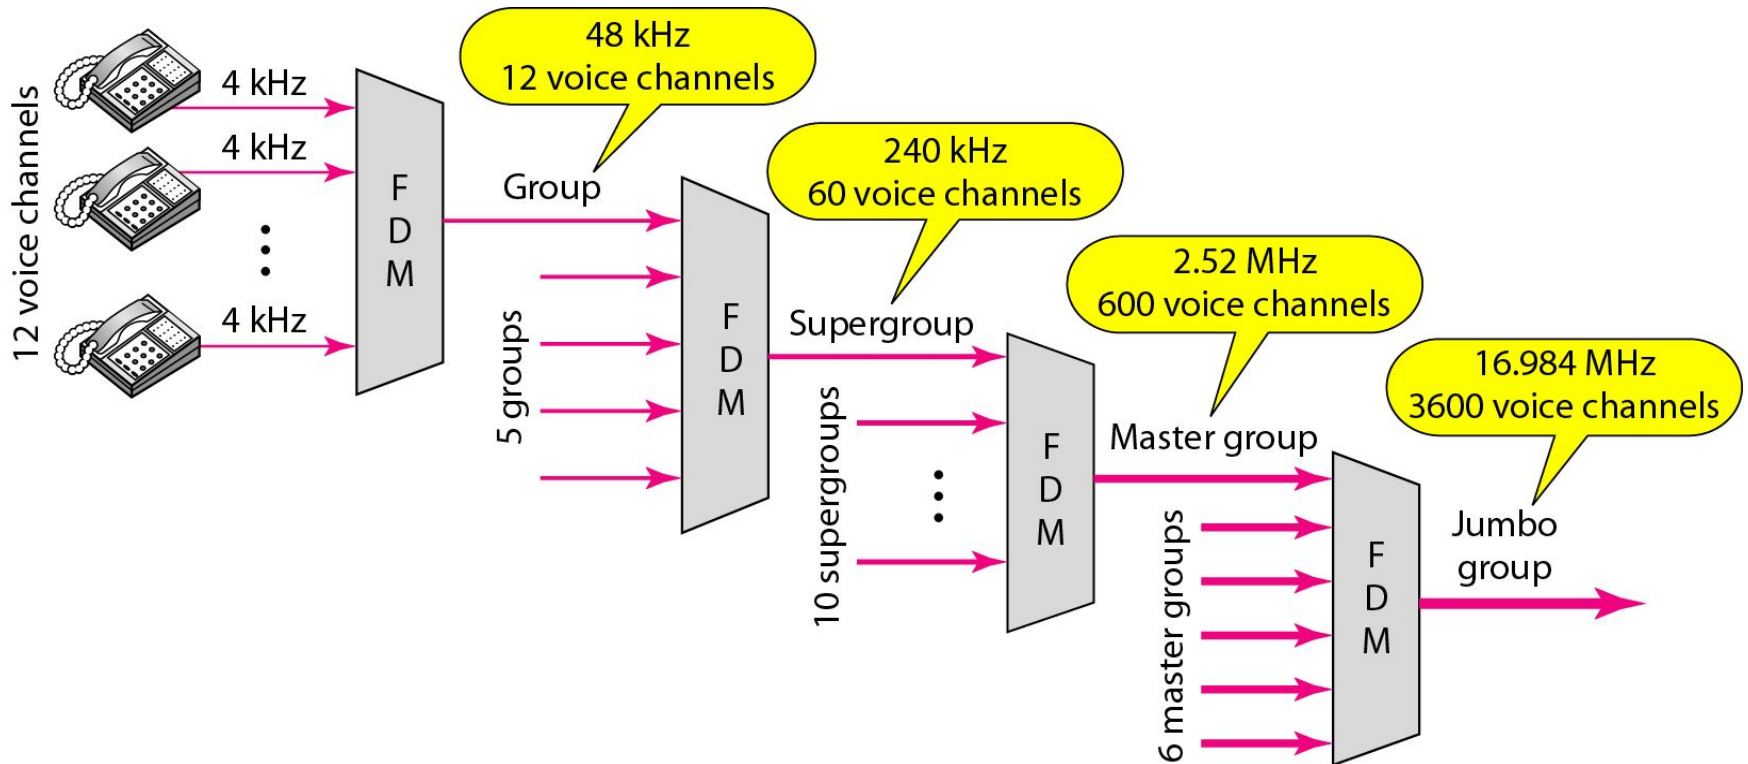 12 voice channels
4 kHz
4 kHz
4 kHz
F
D
M
48 kHz
12 voice channels
Group
5 groups
F
D
M
240 kHz
60 voice channels
Supergroup
10 supergroups
F
D
M
2.52 MHz
600 voice channels
Master group
6 master groups
F
D
M
16.984 MHz
3600 voice channels
Jumbo
group